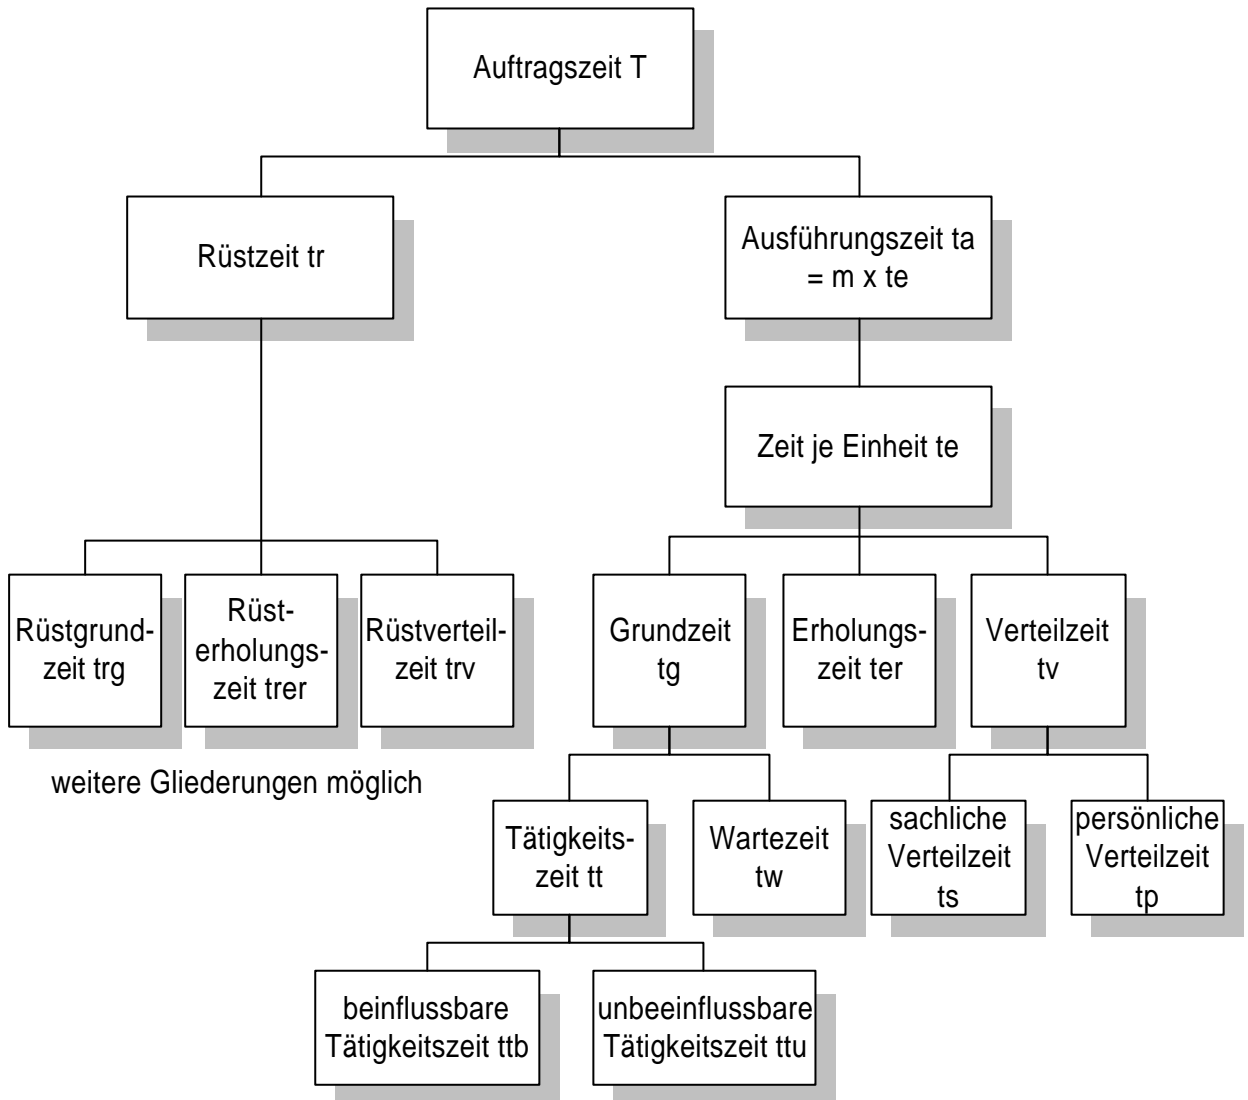 Auftragszeit T
Rüstzeit tr
Ausführungszeit ta
= m x te
Zeit je Einheit te
Rüstgrund-
zeit trg
Rüst-
erholungs-
zeit trer
Rüstverteil-
zeit trv
Grundzeit
tg
Erholungs-
zeit ter
Verteilzeit
tv
weitere Gliederungen möglich
Tätigkeits-
zeit tt
Wartezeit
tw
sachliche
Verteilzeit
ts
persönliche
Verteilzeit
tp
beinflussbare
Tätigkeitszeit ttb
unbeeinflussbare
Tätigkeitszeit ttu